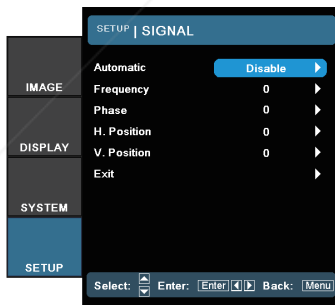 SETUP | SIGNAL
IMAGE
DISPLAY
SYSTEM
SETUP
Automatic Disable
Frequency 0
Phase 0
H. Position 0
V. Position 0
Exit
Select: Enter: Enter Back: Menu